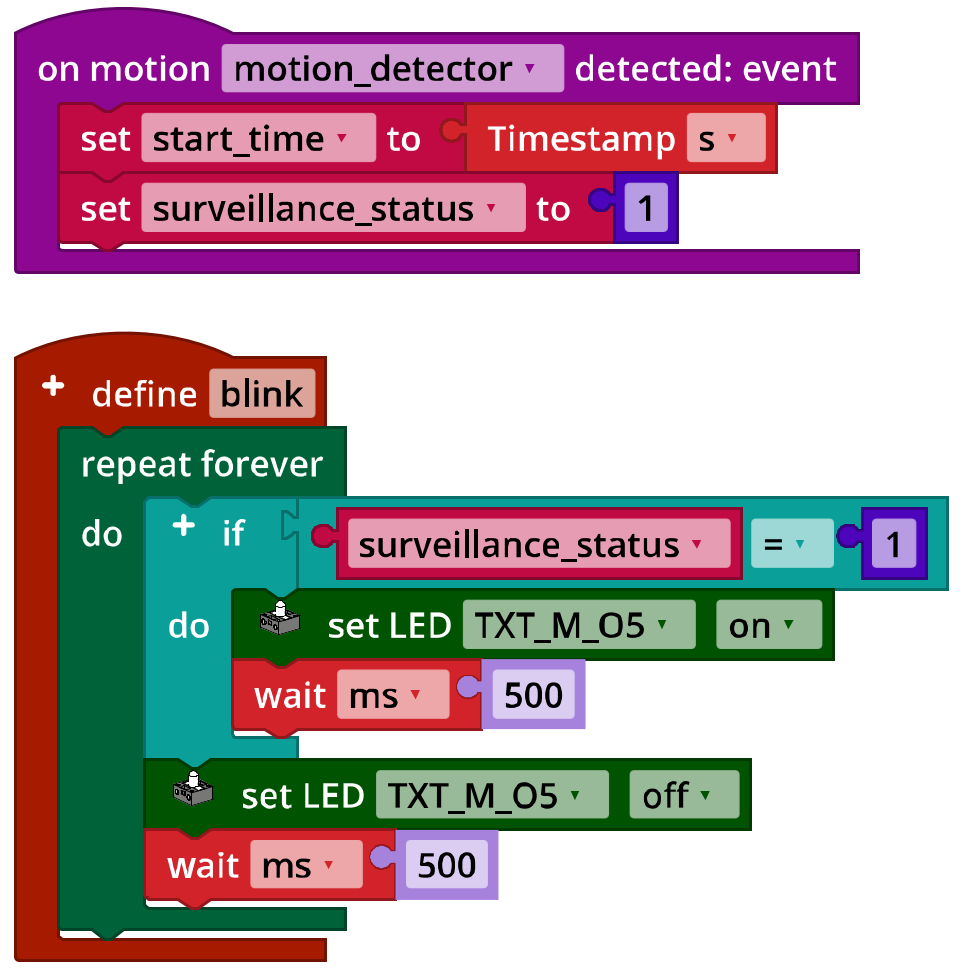 on motion motion_detector detected: event
set start_time to Timestamp s
set surveillance_status to 1
+ define blink
repeat forever
do + if surveillance_status = 1
do set LED TXT_M_O5 on
wait ms 500
set LED TXT_M_O5 off
wait ms 500